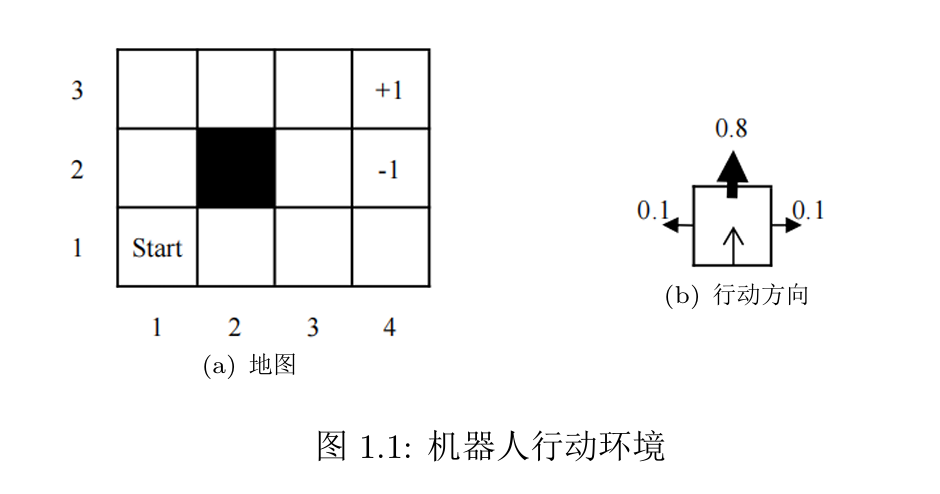 3 +1
0.8
2 -1
0.1 0.1
1 Start
1 2 3 4
(b) 行动方向
(a) 地图
图 1.1: 机器人行动环境